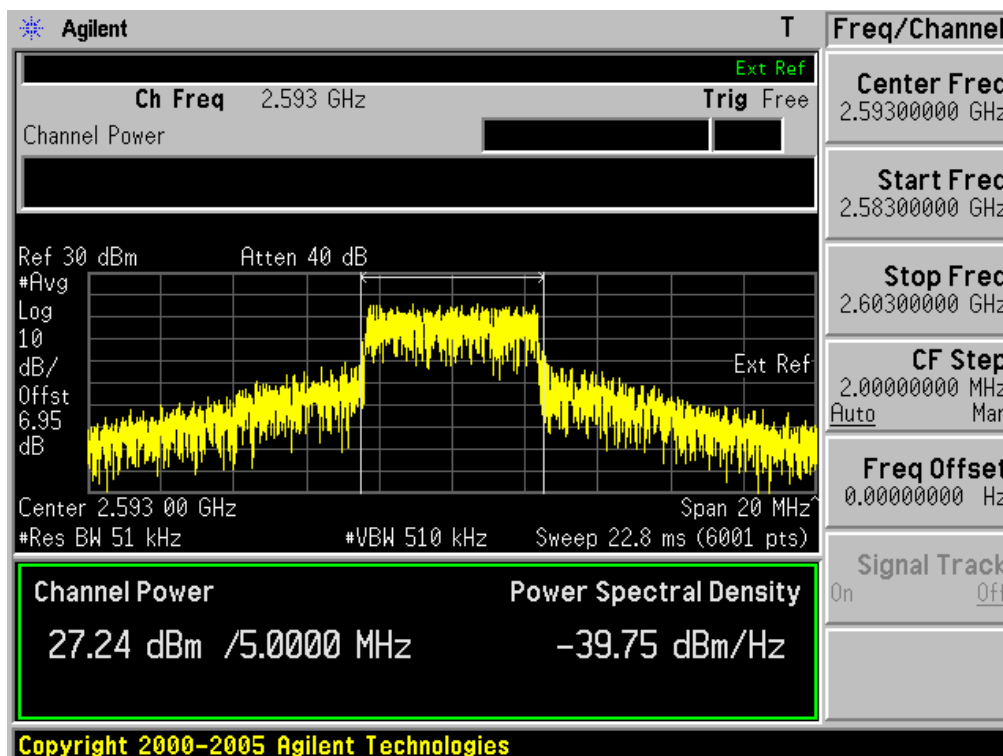 Agilent T
Freq/Channel
Ext Ref
Ch Freq 2.593 GHz Trig Free
Channel Power
Center Freq
2.59300000 GHz
Start Freq
2.58300000 GHz
Stop Freq
2.60300000 GHz
CF Step
2.00000000 MHz
Auto Man
Freq Offset
0.00000000 Hz
Signal Track
On Off
Ref 30 dBm Atten 40 dB
#Avg
Log
10
dB/
Offst
6.95
dB
Ext Ref
Center 2.593 00 GHz Span 20 MHz^
#Res BW 51 kHz #VBW 510 kHz Sweep 22.8 ms (6001 pts)
Channel Power Power Spectral Density
27.24 dBm /5.0000 MHz -39.75 dBm/Hz
Copyright 2000-2005 Agilent Technologies